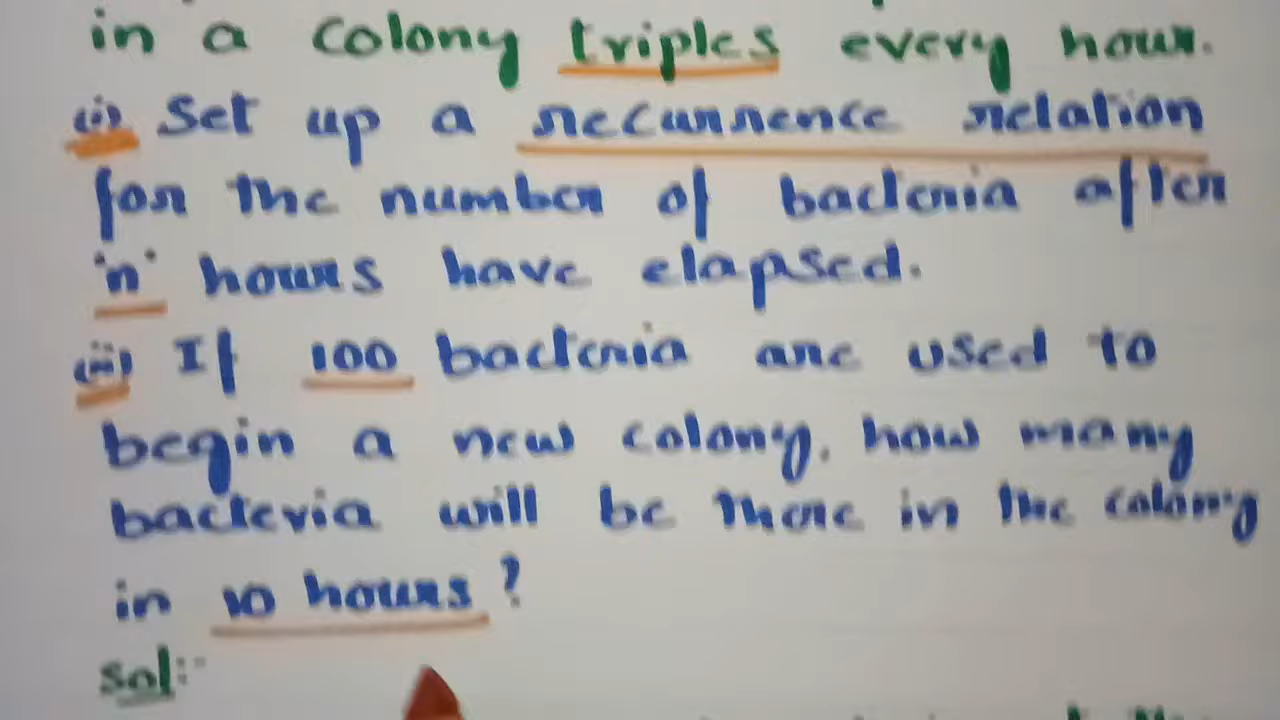 in a colony triples every hour.
(i) Set up a recurrence relation
for the number of bacteria after
'n' hours have elapsed.
(ii) If 100 bacteria are used to
begin a new colony, how many
bacteria will be there in the colony
in 10 hours?
Sol:-